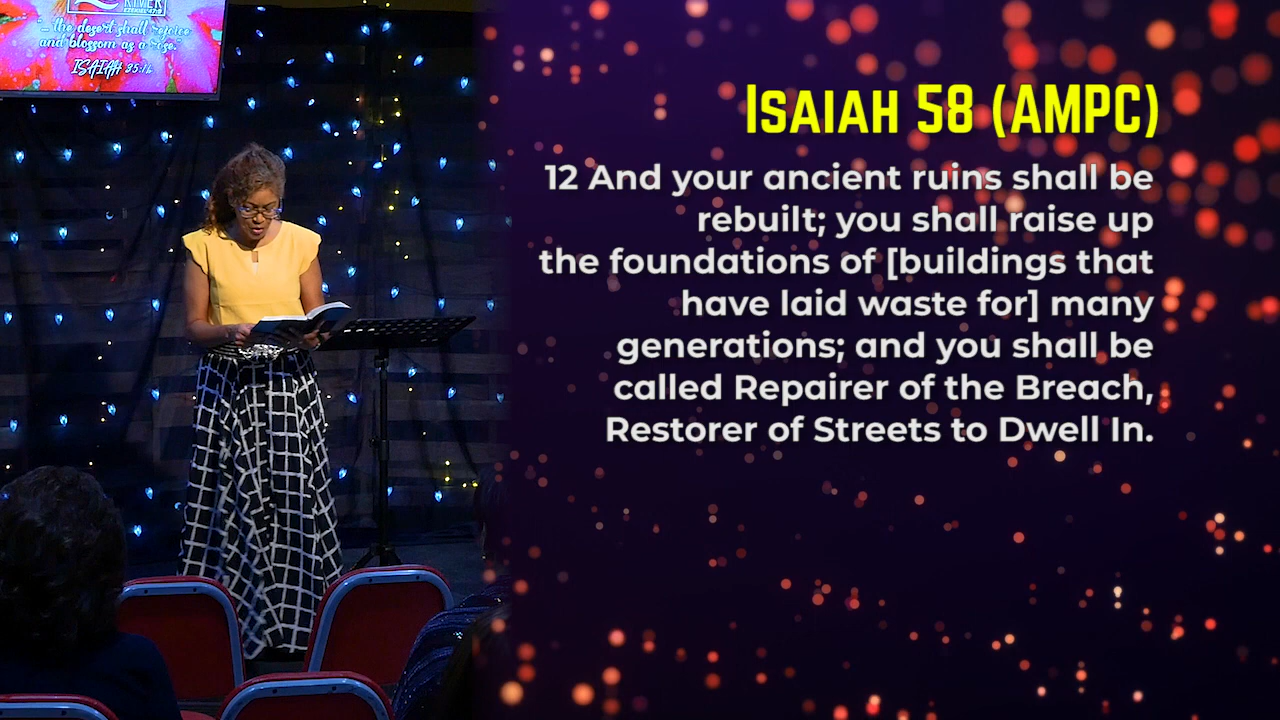 RIVER
"- the desert shall rejoice
and blossom as a rose."
ISAIAH 35:1b
Isaiah 58 (AMPC)
12 And your ancient ruins shall be
rebuilt; you shall raise up
the foundations of [buildings that
have laid waste for] many
generations; and you shall be
called Repairer of the Breach,
Restorer of Streets to Dwell In.